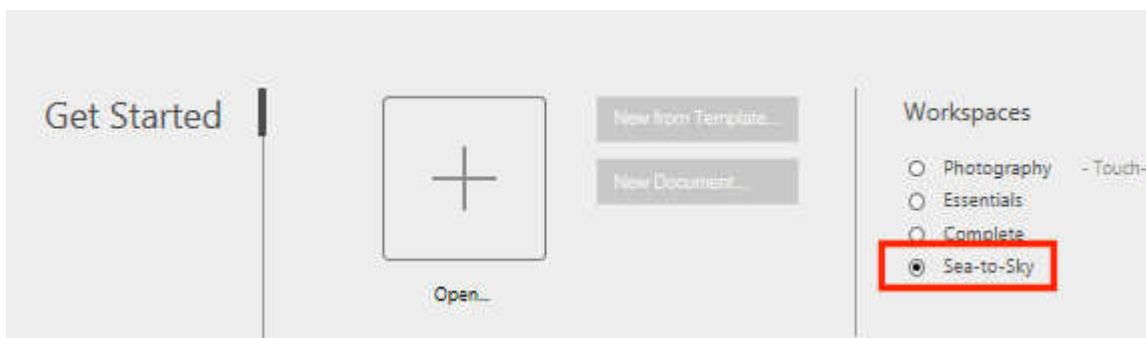 Get Started
Open...
New from Template...
New Document...
Workspaces
Photography - Touch-
Essentials
Complete
Sea-to-Sky